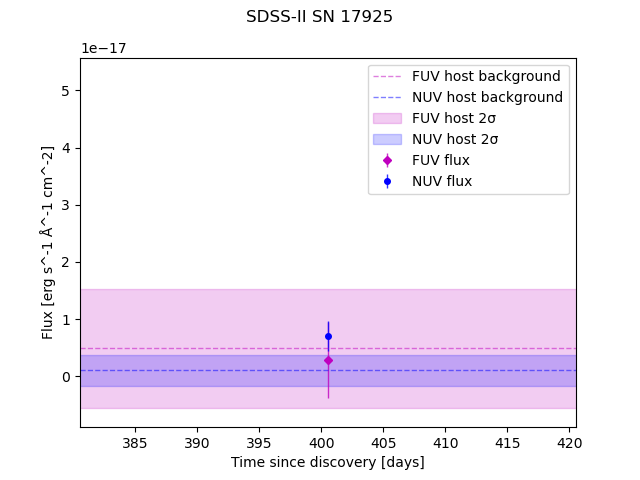 SDSS-II SN 17925
1e−17
FUV host background
NUV host background
FUV host 2σ
NUV host 2σ
FUV flux
NUV flux
5
4
3
2
1
0
Flux [erg s^-1 Å^-1 cm^-2]
385 390 395 400 405 410 415 420
Time since discovery [days]